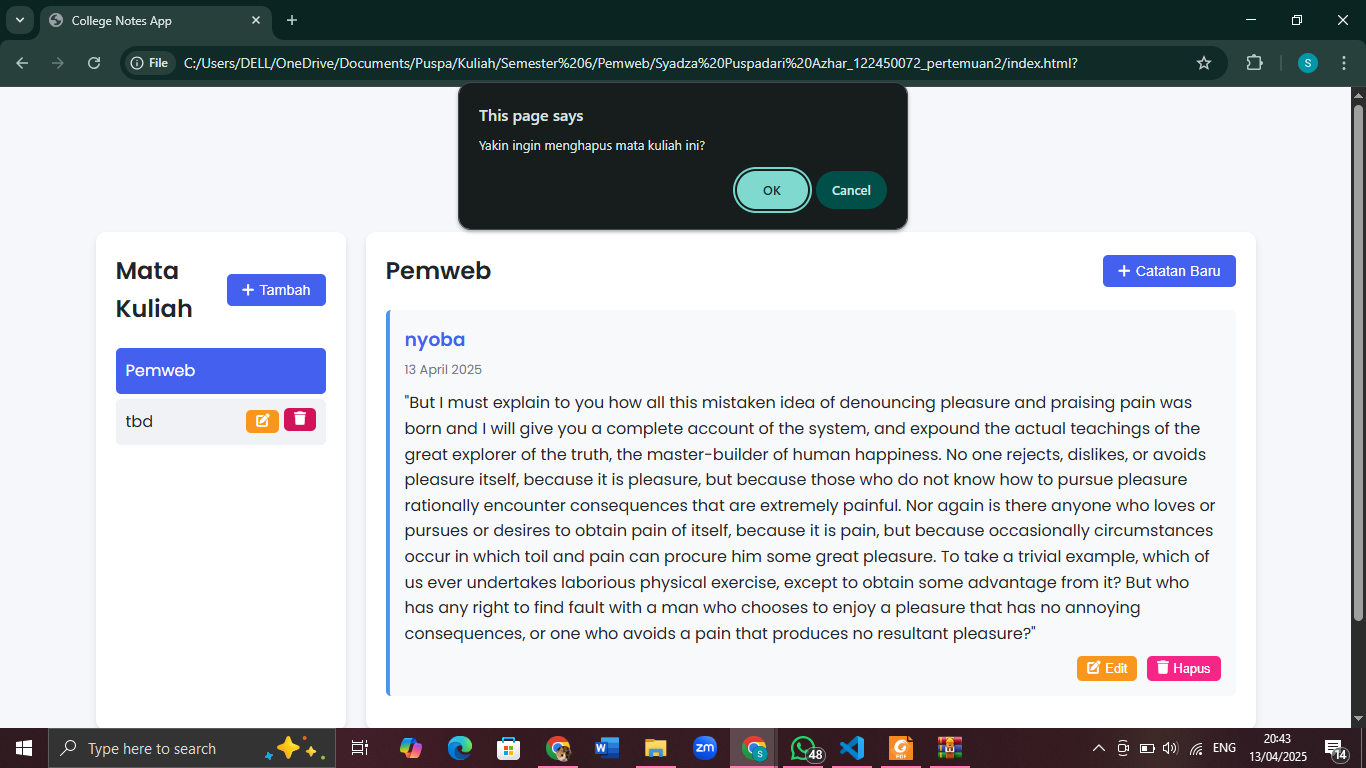 College Notes App
File
C:/Users/DELL/OneDrive/Documents/Puspa/Kuliah/Semester%206/Pemweb/Syadza%20Puspadari%20Azhar_122450072_pertemuan2/index.html?
S
This page says
Yakin ingin menghapus mata kuliah ini?
OK
Cancel
Mata
Kuliah
+ Tambah
Pemweb
tbd
Pemweb
+ Catatan Baru
nyoba
13 April 2025
"But I must explain to you how all this mistaken idea of denouncing pleasure and praising pain was
born and I will give you a complete account of the system, and expound the actual teachings of the
great explorer of the truth, the master-builder of human happiness. No one rejects, dislikes, or avoids
pleasure itself, because it is pleasure, but because those who do not know how to pursue pleasure
rationally encounter consequences that are extremely painful. Nor again is there anyone who loves or
pursues or desires to obtain pain of itself, because it is pain, but because occasionally circumstances
occur in which toil and pain can procure him some great pleasure. To take a trivial example, which of
us ever undertakes laborious physical exercise, except to obtain some advantage from it? But who
has any right to find fault with a man who chooses to enjoy a pleasure that has no annoying
consequences, or one who avoids a pain that produces no resultant pleasure?"
Edit
Hapus
Type here to search
W
zm
S
48
PDF
ENG
20:43
13/04/2025
14